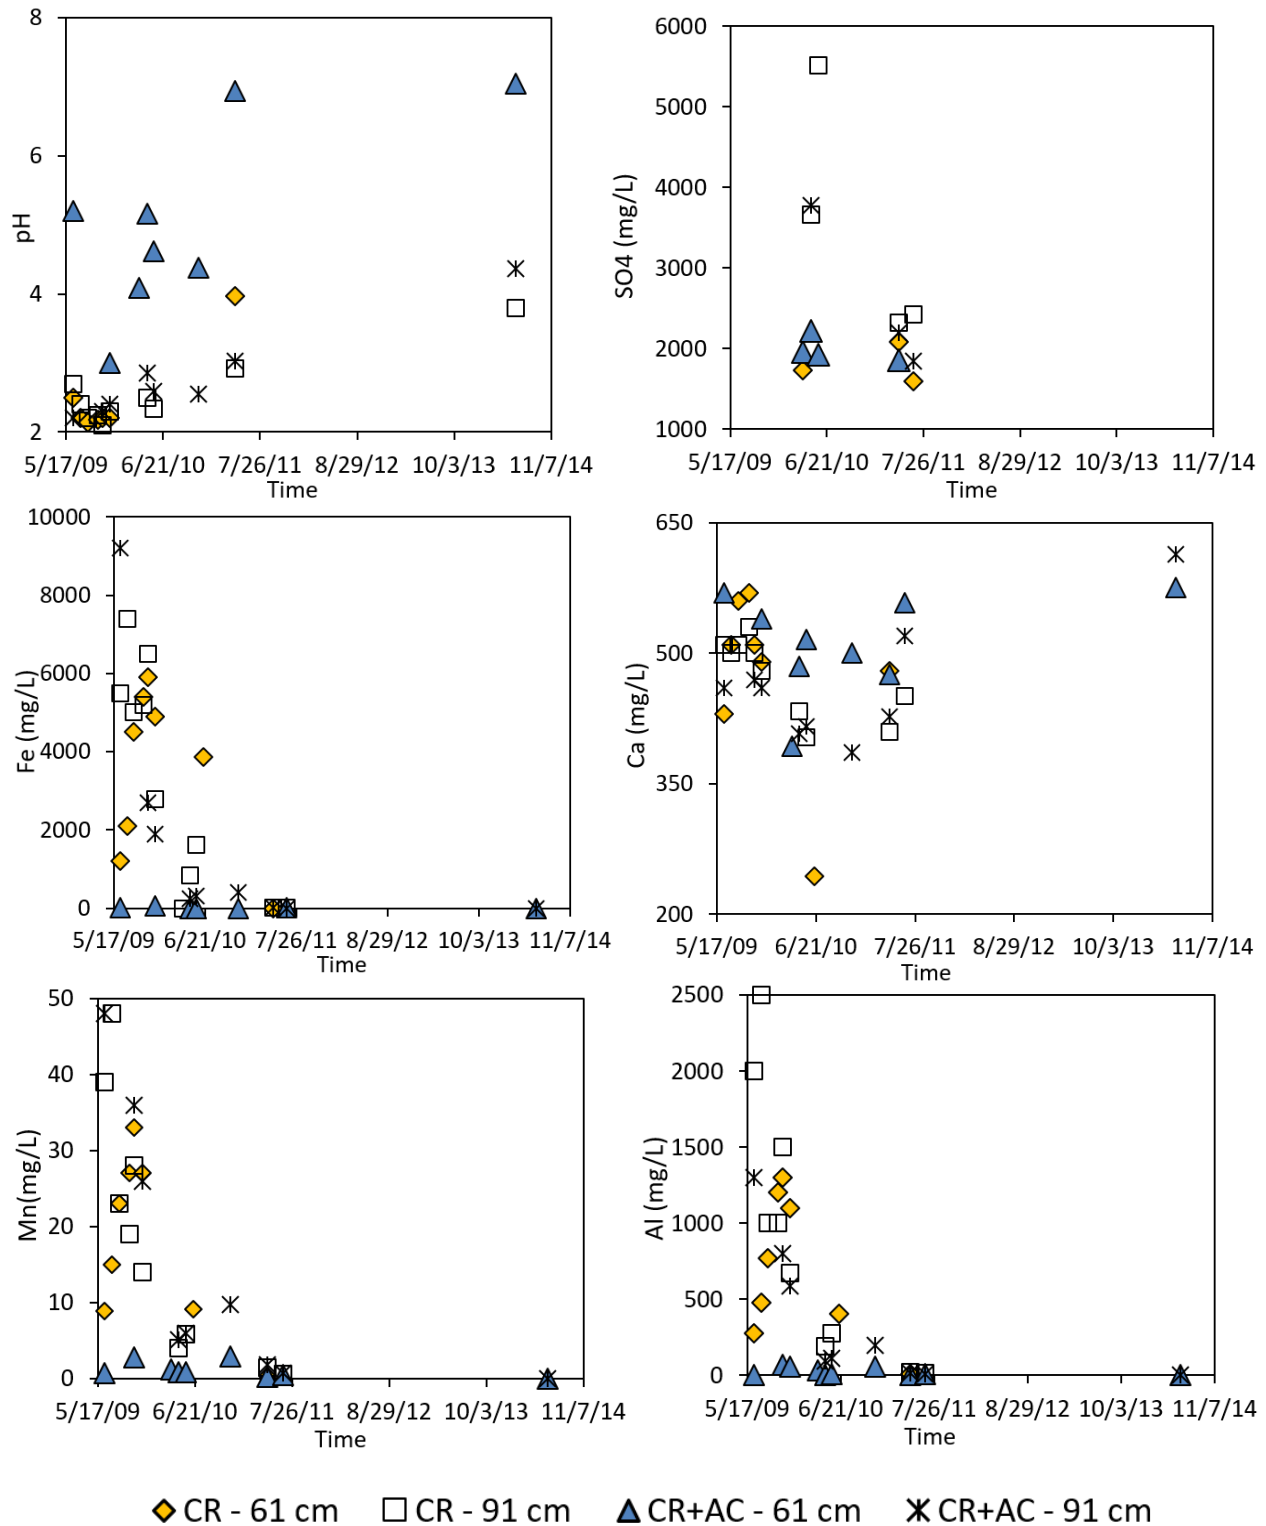 8
6
4
2
pH
5/17/09 6/21/10 7/26/11 8/29/12 10/3/13 11/7/14
Time
6000
5000
4000
3000
2000
1000
SO4 (mg/L)
5/17/09 6/21/10 7/26/11 8/29/12 10/3/13 11/7/14
Time
10000
8000
6000
4000
2000
0
Fe (mg/L)
5/17/09 6/21/10 7/26/11 8/29/12 10/3/13 11/7/14
Time
650
500
350
200
Ca (mg/L)
5/17/09 6/21/10 7/26/11 8/29/12 10/3/13 11/7/14
Time
50
40
30
20
10
0
Mn(mg/L)
5/17/09 6/21/10 7/26/11 8/29/12 10/3/13 11/7/14
Time
2500
2000
1500
1000
500
0
Al (mg/L)
5/17/09 6/21/10 7/26/11 8/29/12 10/3/13 11/7/14
Time
CR - 61 cm CR - 91 cm CR+AC - 61 cm CR+AC - 91 cm